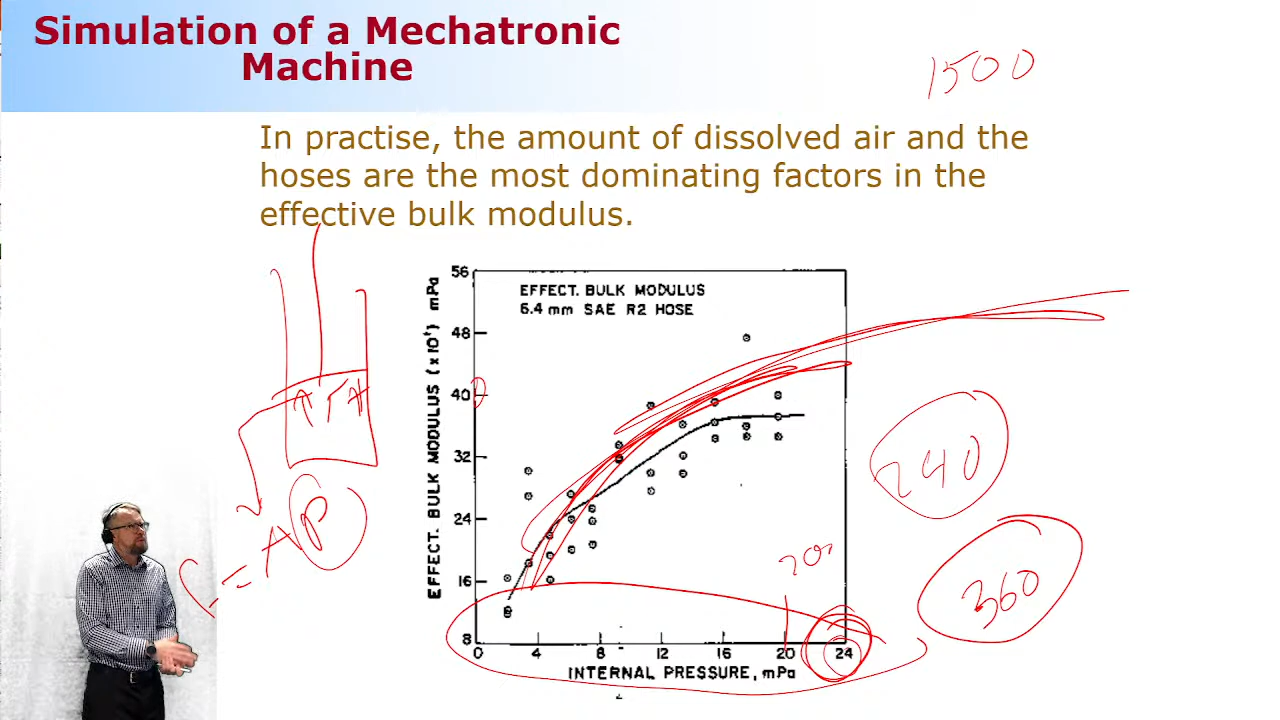 Simulation of a Mechatronic
Machine
1500
In practise, the amount of dissolved air and the
hoses are the most dominating factors in the
effective bulk modulus.
EFFECT. BULK MODULUS
6.4 mm SAE R2 HOSE
EFFECT. BULK MODULUS (×10¹) mPa
56
48
40
32
24
16
8
0 4 8 12 16 20 24
INTERNAL PRESSURE, mPa
240
360
200
= AP